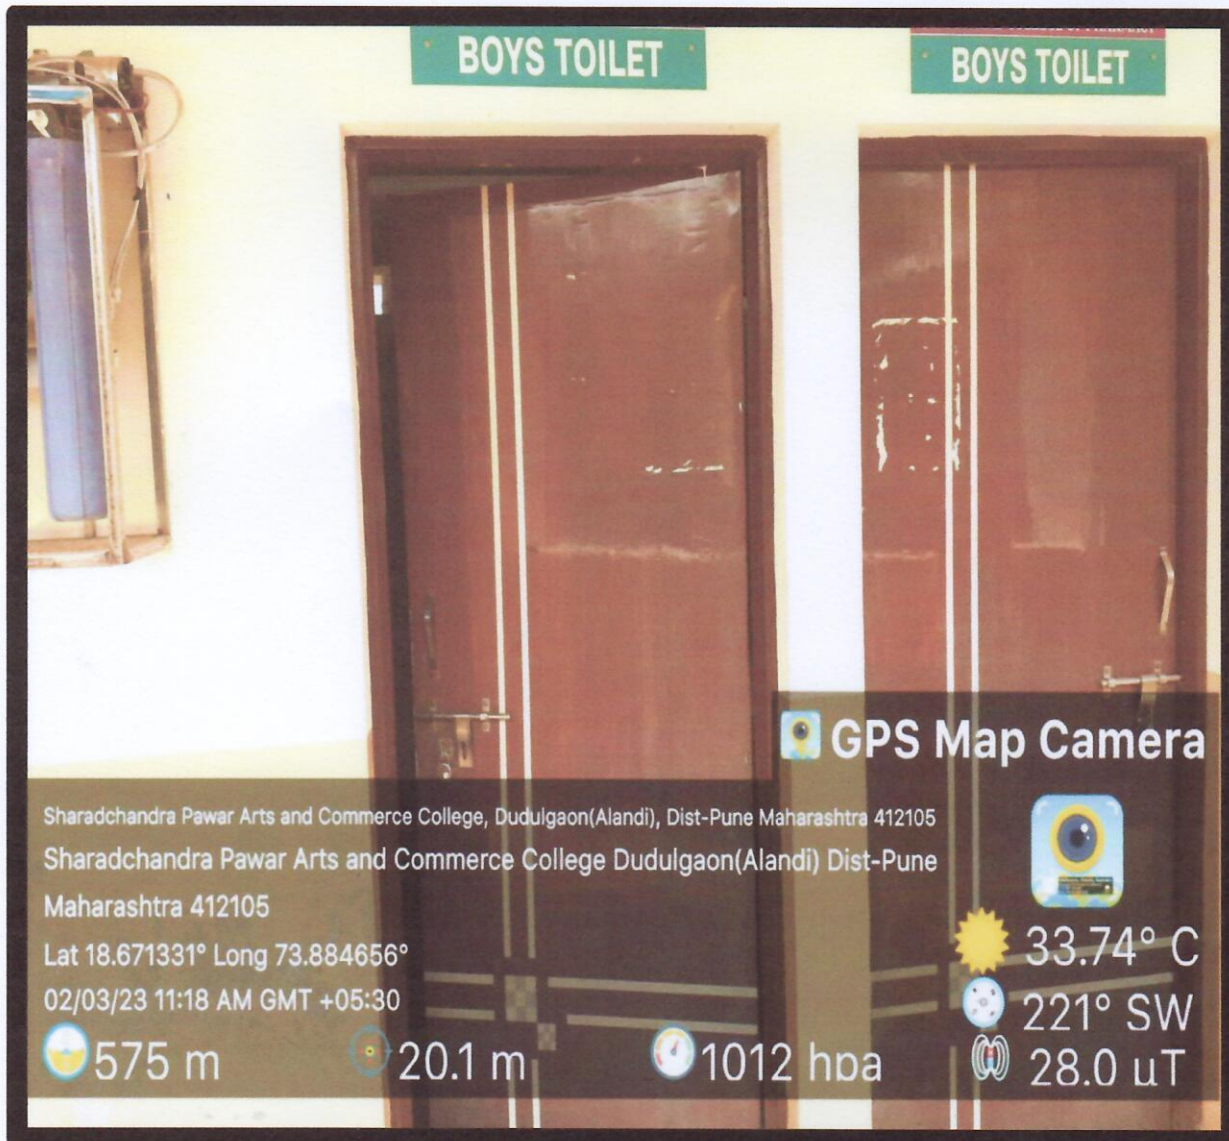 BOYS TOILET
BOYS TOILET
GPS Map Camera
Sharadchandra Pawar Arts and Commerce College, Dudulgaon(Alandi), Dist-Pune Maharashtra 412105
Sharadchandra Pawar Arts and Commerce College Dudulgaon(Alandi) Dist-Pune
Maharashtra 412105
Lat 18.671331° Long 73.884656°
02/03/23 11:18 AM GMT +05:30
33.74° C
221° SW
575 m
20.1 m
1012 hpa
28.0 uT